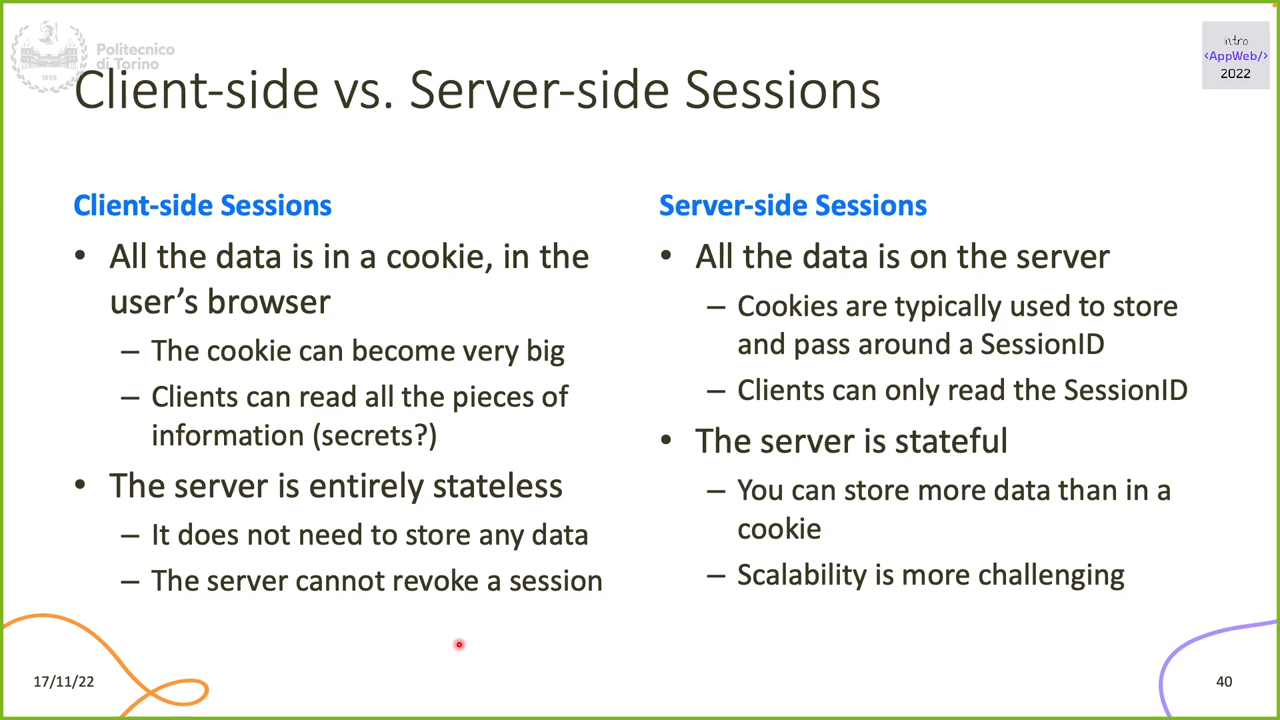 Politecnico
di Torino
1859
intro
<AppWeb/>
2022
Client-side vs. Server-side Sessions
Client-side Sessions
• All the data is in a cookie, in the
user’s browser
– The cookie can become very big
– Clients can read all the pieces of
information (secrets?)
• The server is entirely stateless
– It does not need to store any data
– The server cannot revoke a session
Server-side Sessions
• All the data is on the server
– Cookies are typically used to store
and pass around a SessionID
– Clients can only read the SessionID
• The server is stateful
– You can store more data than in a
cookie
– Scalability is more challenging
17/11/22
40